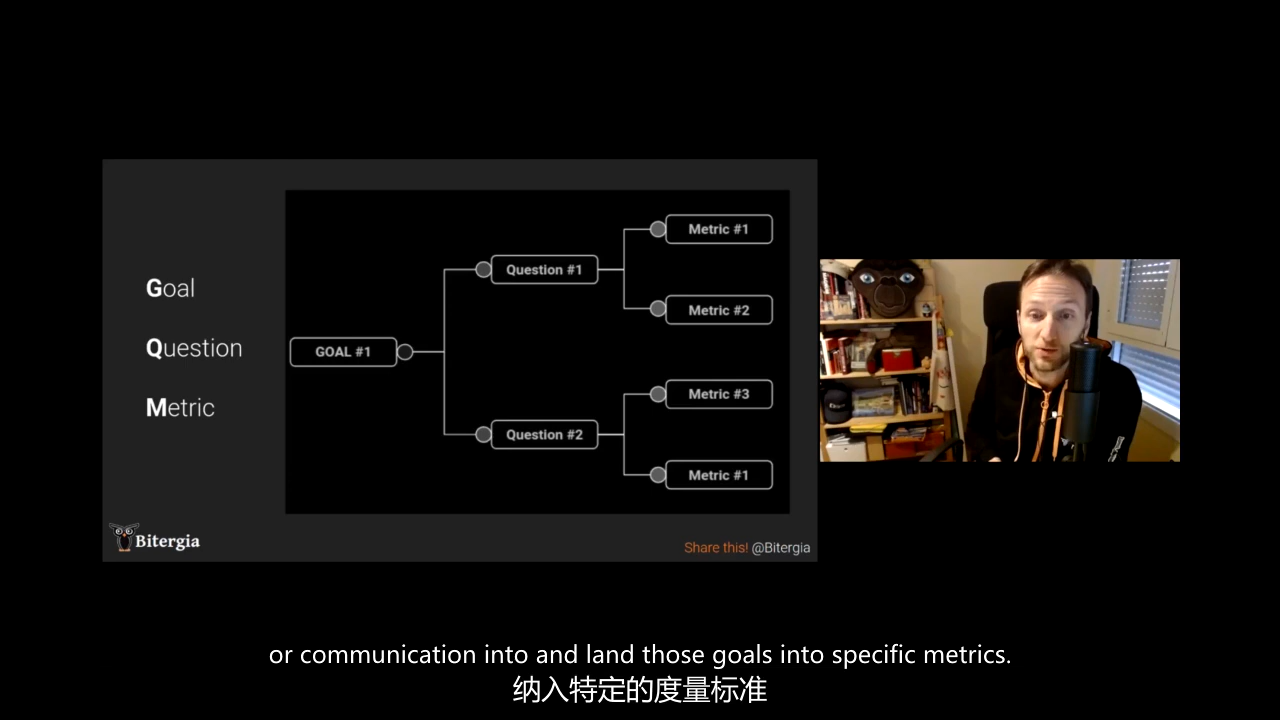 Goal
Question
Metric
GOAL #1
Question #1
Question #2
Metric #1
Metric #2
Metric #3
Metric #1
Bitergia
Share this! @Bitergia
or communication into and land those goals into specific metrics.
纳入特定的度量标准